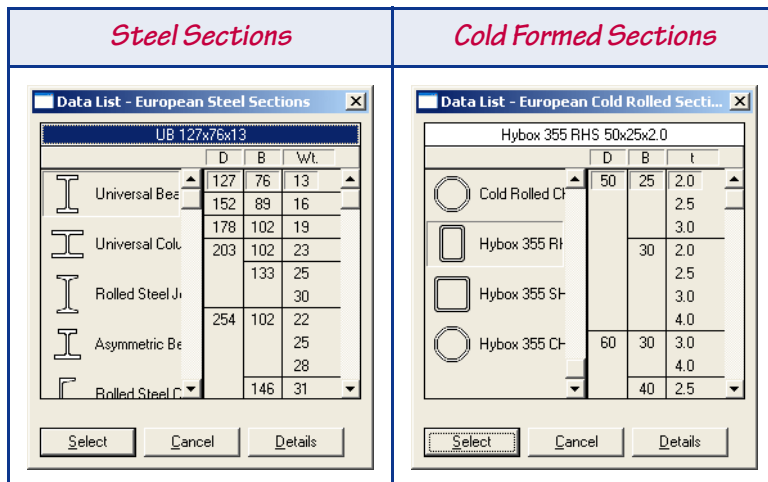 Steel Sections
Cold Formed Sections
Data List - European Steel Sections
UB 127x76x13
D B Wt.
Universal Bea
Universal Colu
Rolled Steel J
Asymmetric Be
Rolled Steel C
127 76 13
152 89 16
178 102 19
203 102 23
133 25
30
254 102 22
25
28
146 31
Select Cancel Details
Data List - European Cold Rolled Secti...
Hybox 355 RHS 50x25x2.0
D B t
Cold Rolled CH
Hybox 355 RH
Hybox 355 SH
Hybox 355 CH
50 25 2.0
2.5
3.0
30 2.0
2.5
3.0
4.0
60 30 3.0
4.0
40 2.5
Select Cancel Details